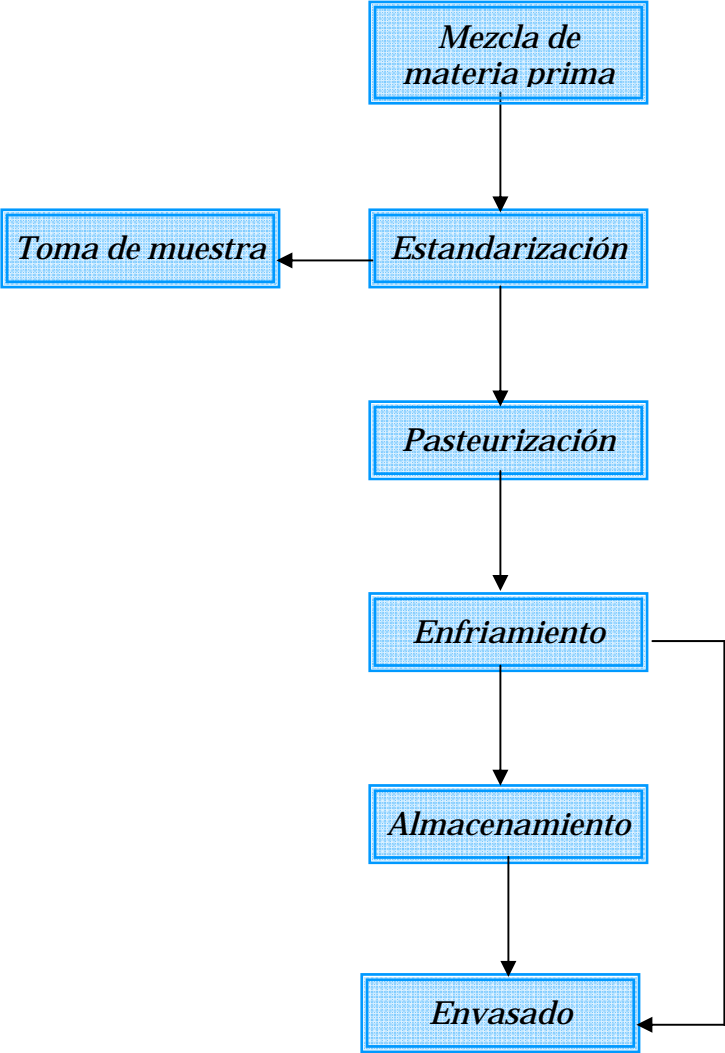 Mezcla de
materia prima
Toma de muestra
Estandarización
Pasteurización
Enfriamiento
Almacenamiento
Envasado